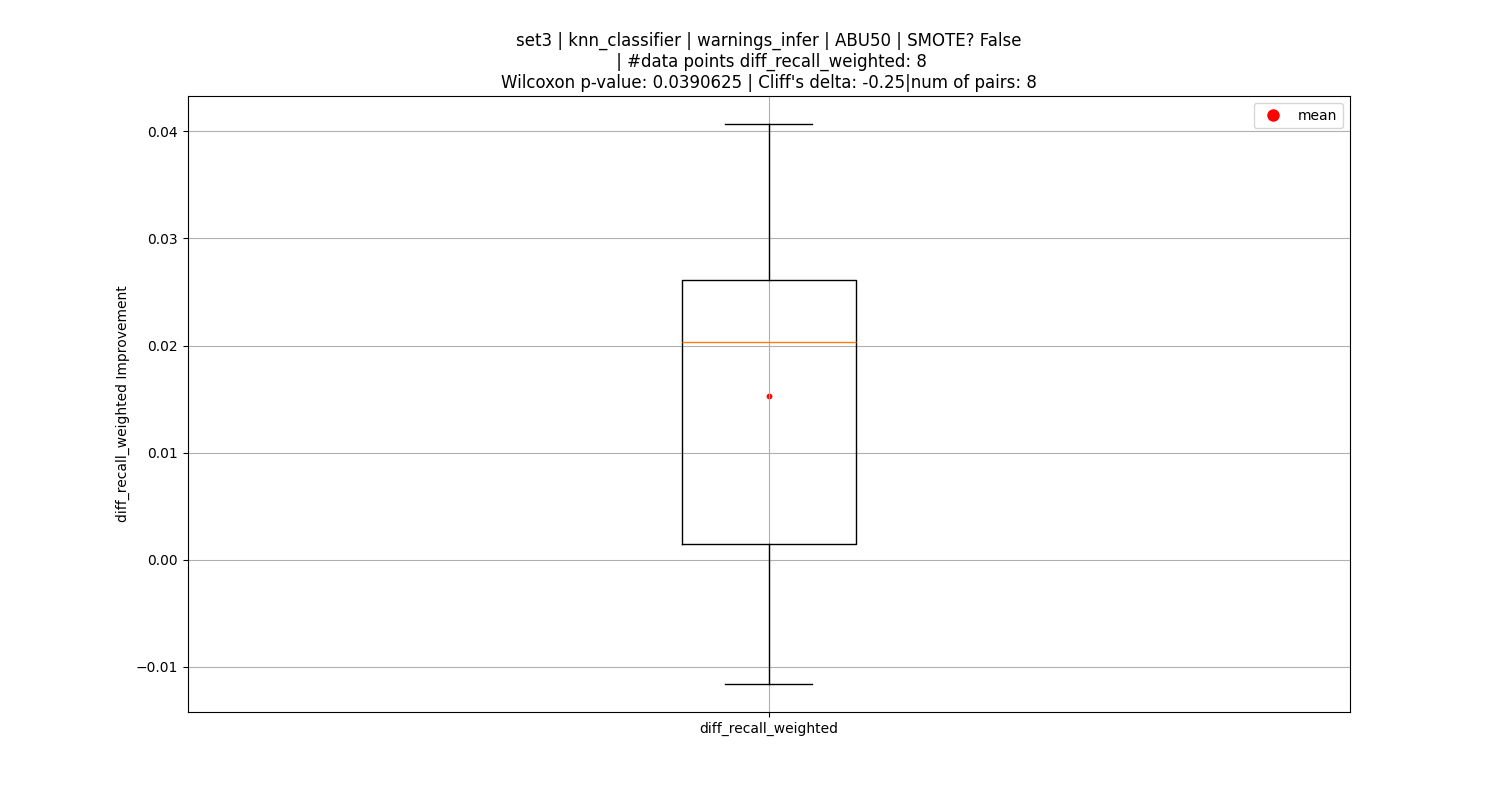 set3 | knn_classifier | warnings_infer | ABU50 | SMOTE? False
| #data points diff_recall_weighted: 8
Wilcoxon p-value: 0.0390625 | Cliff's delta: -0.25|num of pairs: 8
mean
0.04
0.03
0.02
0.01
0.00
−0.01
diff_recall_weighted Improvement
diff_recall_weighted